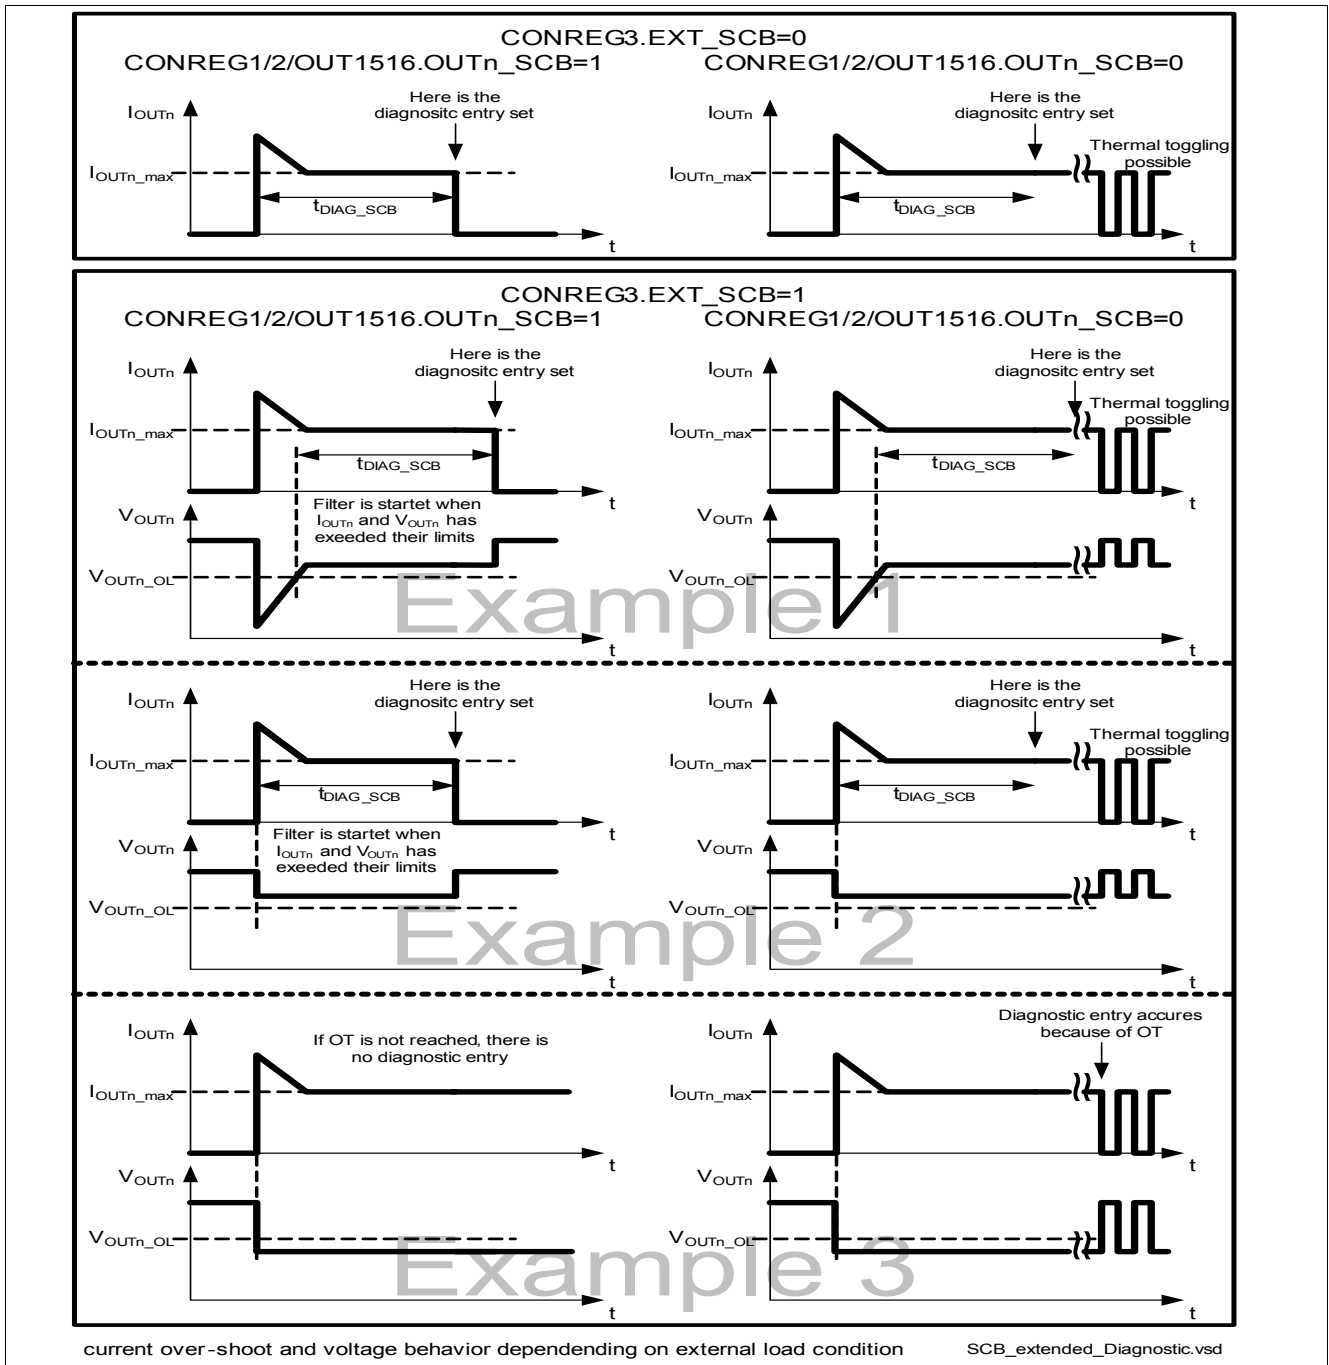 CONREG3.EXT_SCB=0
CONREG1/2/OUT1516.OUTn_SCB=1
CONREG1/2/OUT1516.OUTn_SCB=0
IOUTn
Here is the
diagnositc entry set
IOUTn_max
tDIAG_SCB
t
IOUTn
Here is the
diagnositc entry set
Thermal toggling
possible
IOUTn_max
tDIAG_SCB
t
CONREG3.EXT_SCB=1
CONREG1/2/OUT1516.OUTn_SCB=1
CONREG1/2/OUT1516.OUTn_SCB=0
IOUTn
Here is the
diagnositc entry set
IOUTn_max
tDIAG_SCB
t
Filter is startet when
IOUTn and VOUTn has
exeeded their limits
VOUTn
VOUTn_OL
t
IOUTn
Here is the
diagnositc entry set
Thermal toggling
possible
IOUTn_max
tDIAG_SCB
t
VOUTn
VOUTn_OL
t
Example 1
IOUTn
Here is the
diagnositc entry set
IOUTn_max
tDIAG_SCB
t
Filter is startet when
IOUTn and VOUTn has
exeeded their limits
VOUTn
VOUTn_OL
t
IOUTn
Here is the
diagnositc entry set
Thermal toggling
possible
IOUTn_max
tDIAG_SCB
t
VOUTn
VOUTn_OL
t
Example 2
IOUTn
If OT is not reached, there is
no diagnostic entry
IOUTn_max
t
VOUTn
VOUTn_OL
t
IOUTn
Diagnostic entry accures
because of OT
IOUTn_max
t
VOUTn
VOUTn_OL
t
Example 3
current over-shoot and voltage behavior dependending on external load condition
SCB_extended_Diagnostic.vsd